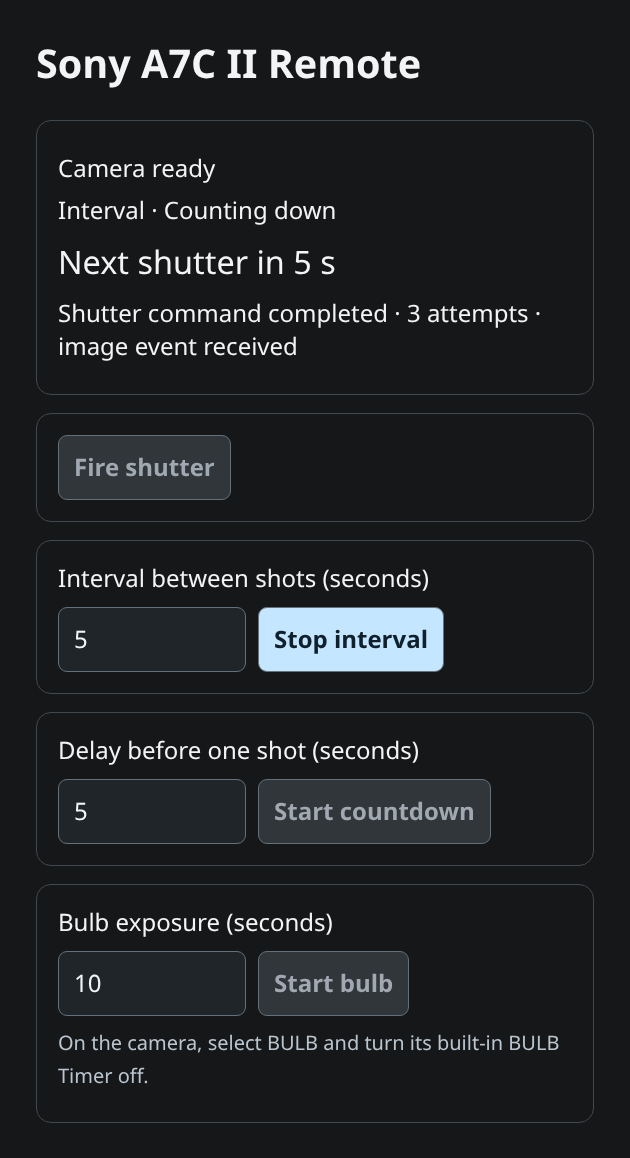 Sony A7C II Remote
Camera ready
Interval · Counting down
Next shutter in 5 s
Shutter command completed · 3 attempts ·
image event received
Fire shutter
Interval between shots (seconds)
5
Stop interval
Delay before one shot (seconds)
5
Start countdown
Bulb exposure (seconds)
10
Start bulb
On the camera, select BULB and turn its built-in BULB
Timer off.